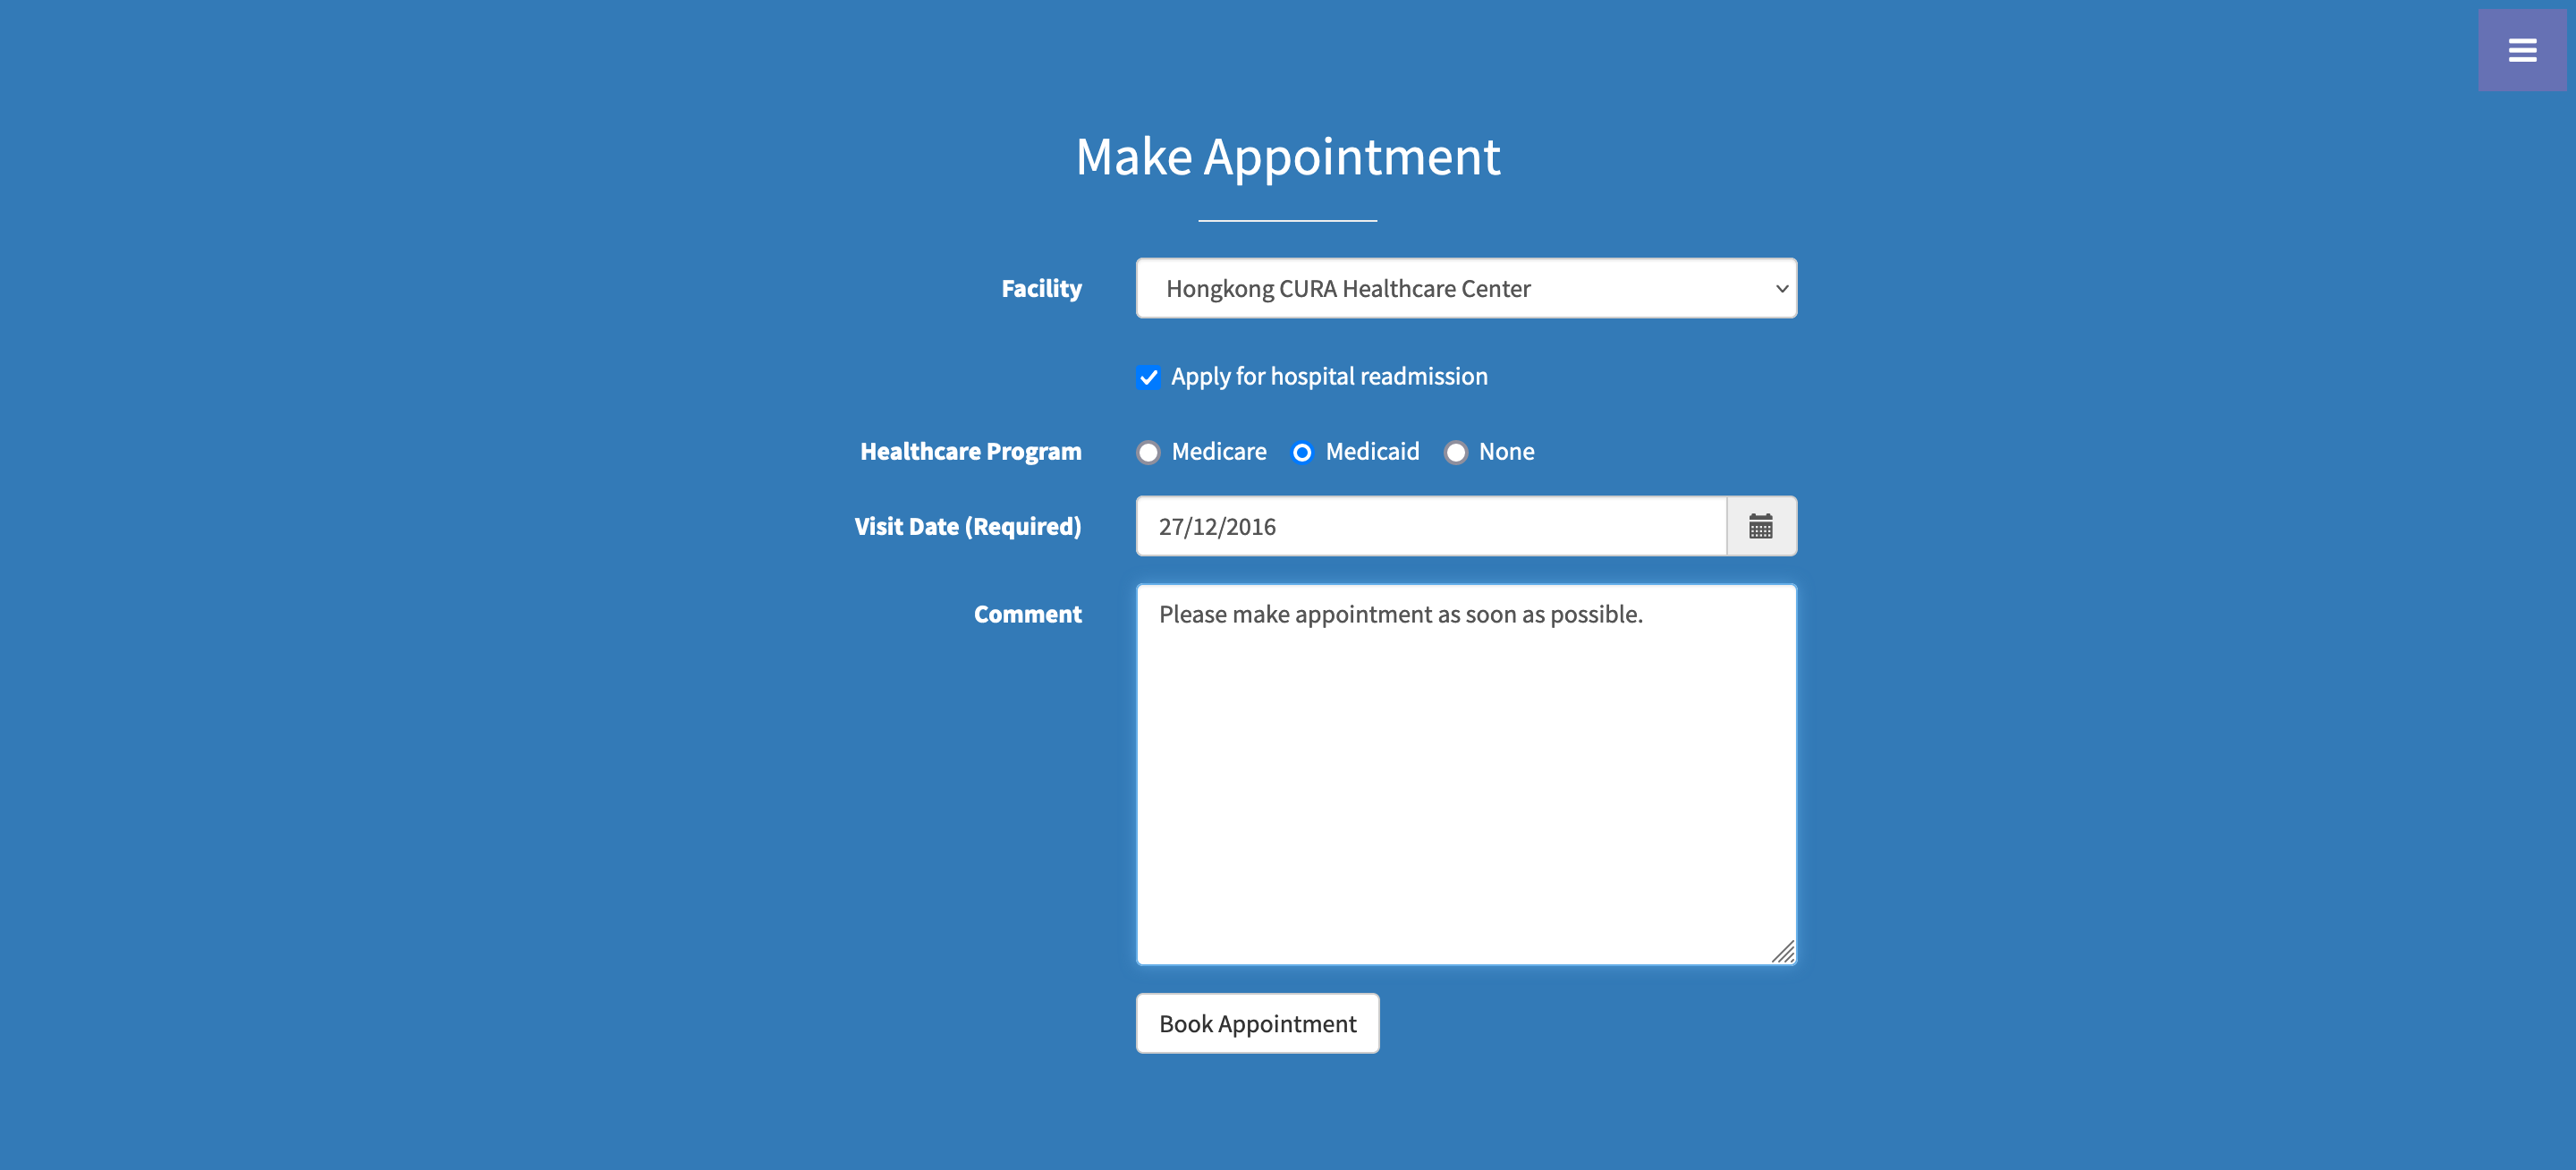 Make Appointment
Facility
Hongkong CURA Healthcare Center
Apply for hospital readmission
Healthcare Program
Medicare
Medicaid
None
Visit Date (Required)
27/12/2016
Comment
Please make appointment as soon as possible.
Book Appointment